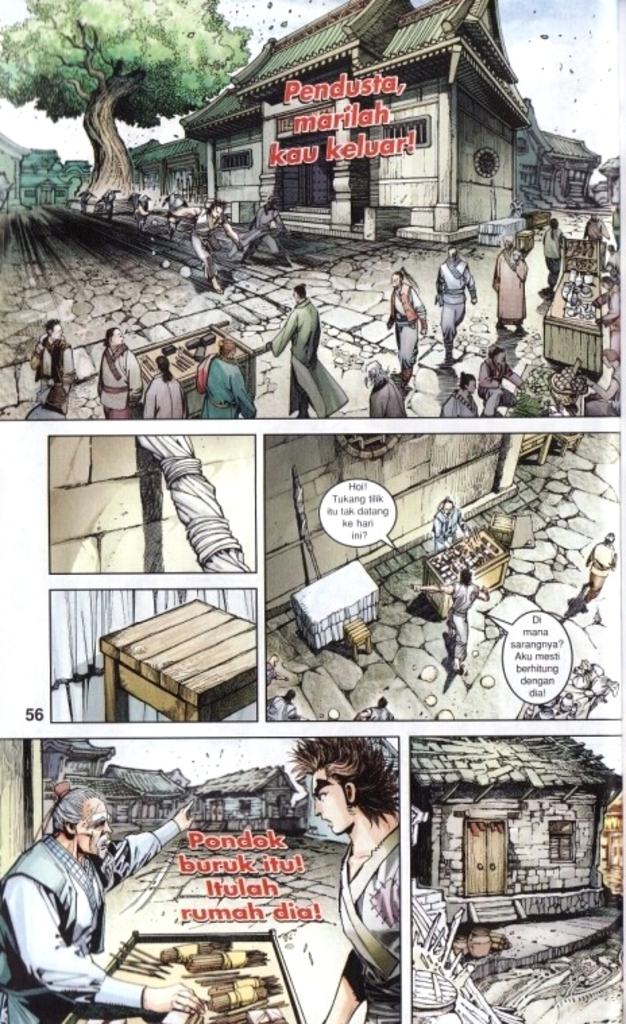 Pendusta,
marilah
kau keluar!
Hoi!
Tukang tilik
itu tak datang
ke hari
ini?
Di
mana
sarangnya?
Aku mesti
berhitung
dengan
dia!
56
Pondok
buruk itu!
Itulah
rumah dia!